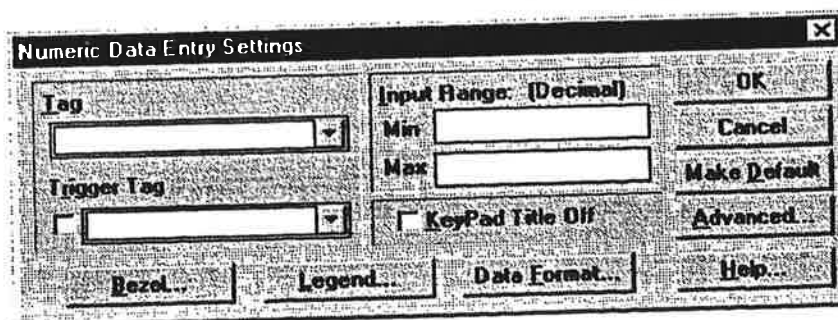 Numeric Data Entry Settings
Tag
Input Range: (Decimal)
OK
Min
Cancel
Max
Make Default
Trigger Tag
KeyPad Title Off
Advanced...
Bezel...
Legend...
Data Format...
Help...